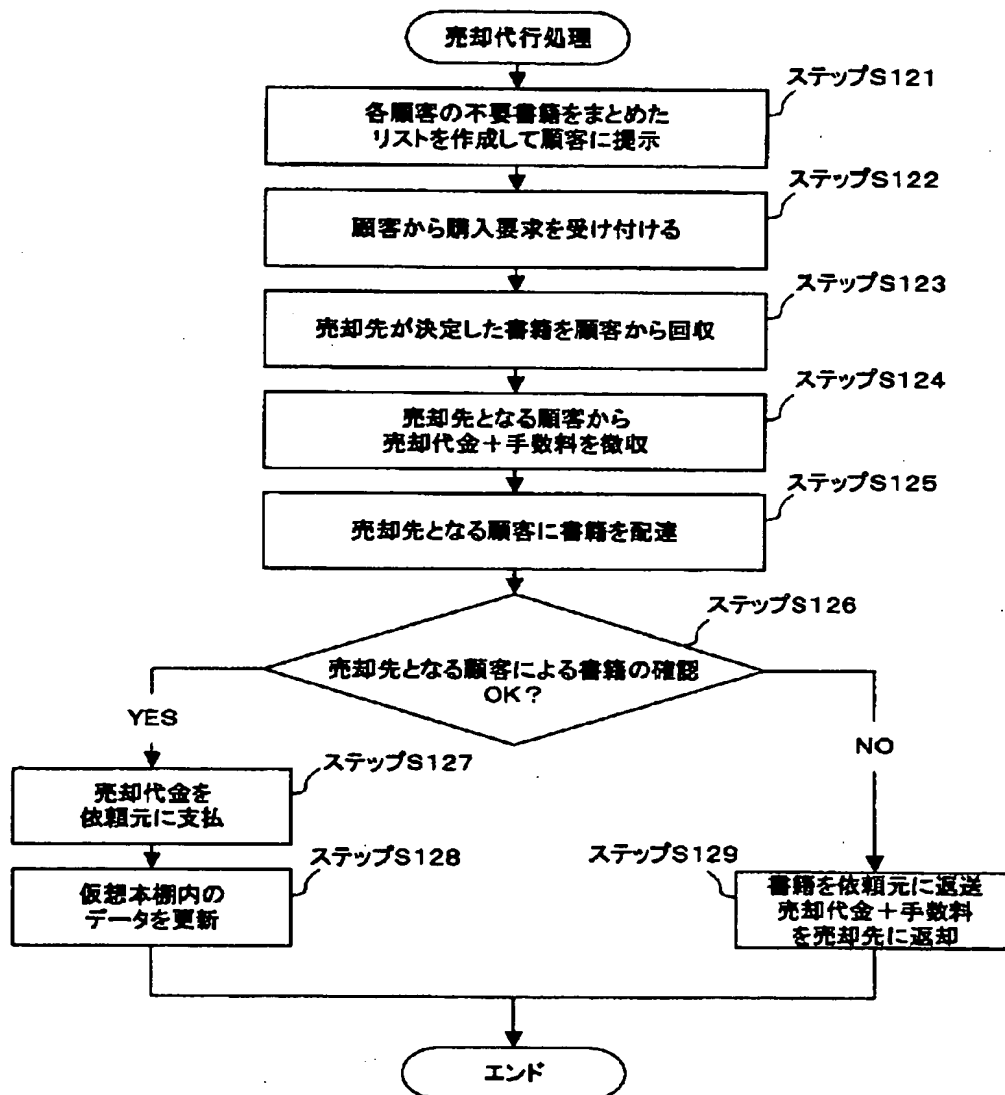 売却代行処理
ステップS121
各顧客の不要書籍をまとめた
リストを作成して顧客に提示
ステップS122
顧客から購入要求を受け付ける
ステップS123
売却先が決定した書籍を顧客から回収
ステップS124
売却先となる顧客から
売却代金＋手数料を徴収
ステップS125
売却先となる顧客に書籍を配達
ステップS126
売却先となる顧客による書籍の確認
OK？
YES
NO
ステップS127
売却代金を
依頼元に支払
ステップS128
仮想本棚内の
データを更新
ステップS129
書籍を依頼元に返送
売却代金＋手数料
を売却先に返却
エンド